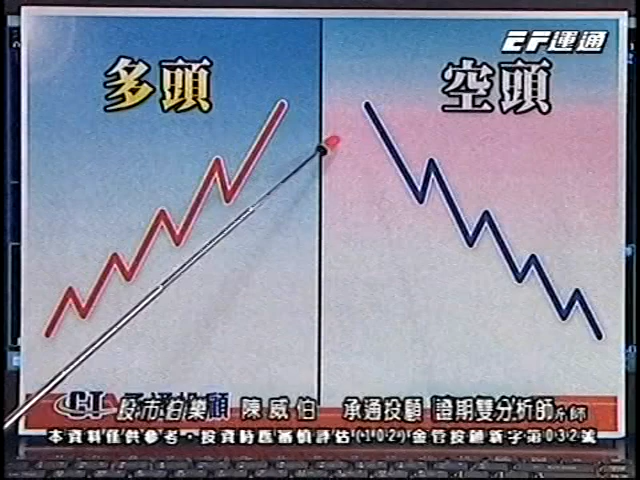 EF運通
多頭
空頭
股市伯樂 陳威伯 承通投顧 證期雙分析師
本資料僅供參考，投資時應審慎評估(102)金管投顧新字第032號